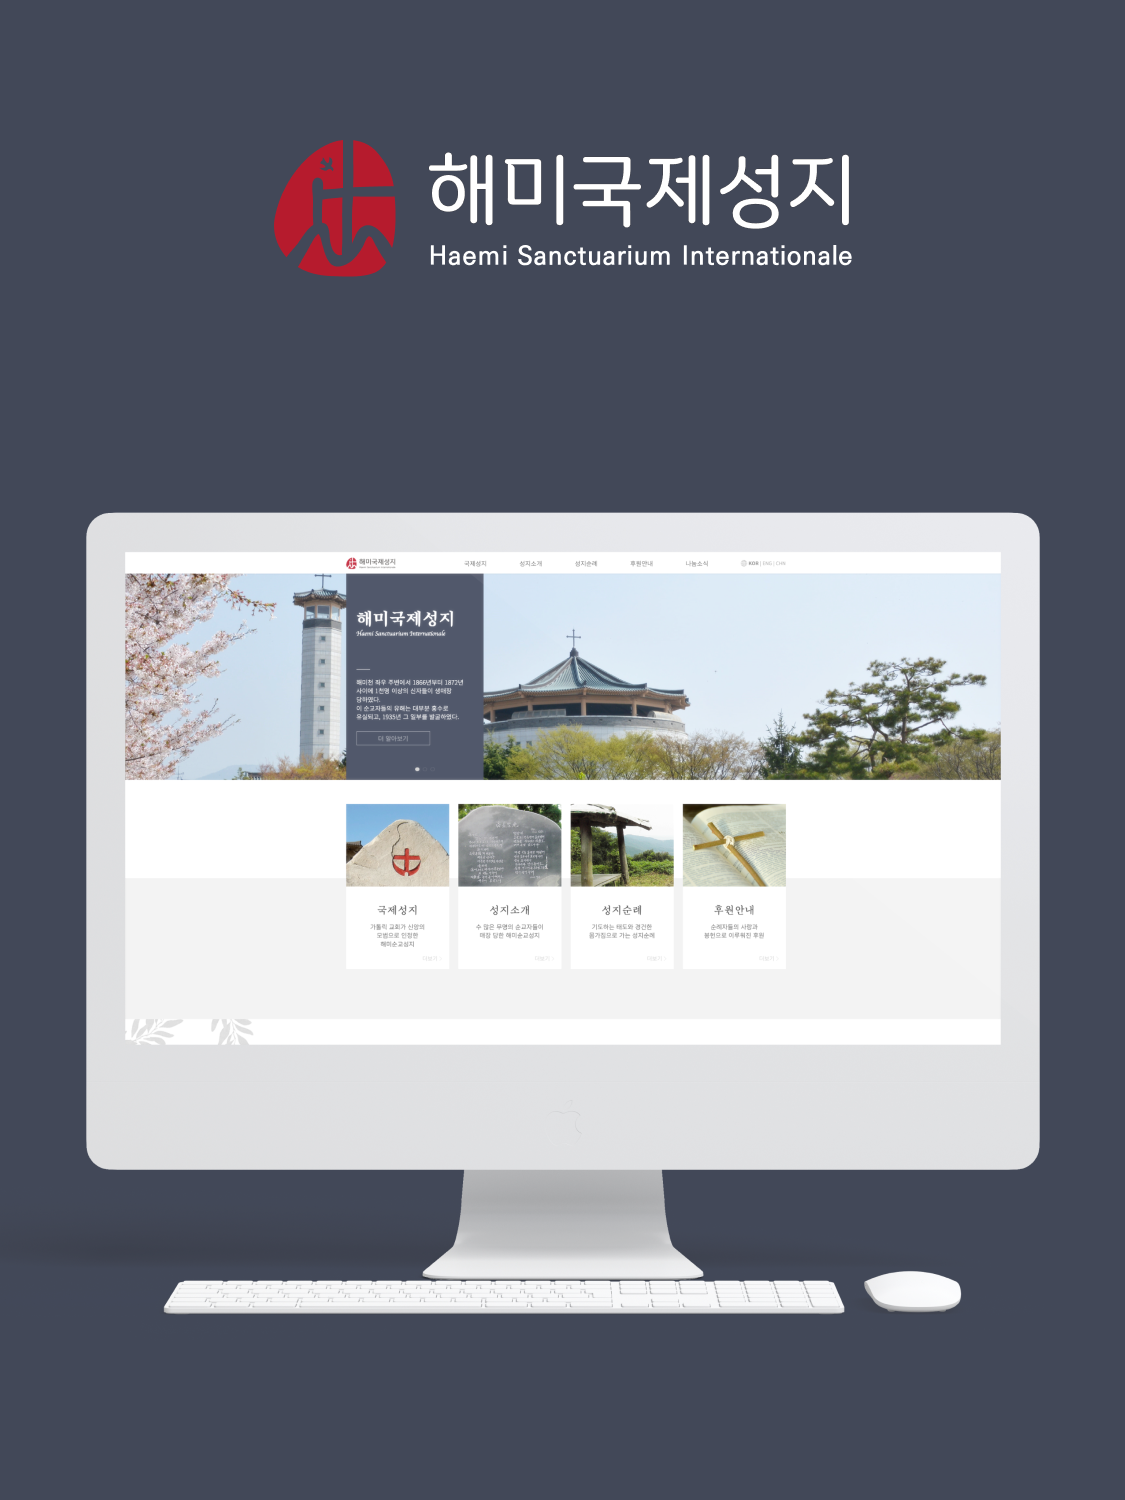 해미국제성지
Haemi Sanctuarium Internationale
해미국제성지
국제성지
성지소개
성지순례
후원안내
나눔소식
KOR | ENG | CHN
해미국제성지
Haemi Sanctuarium Internationale
해미천 좌우 주변에서 1866년부터 1872년
사이에 1천명 이상의 신자들이 생매장
당하였다.
이 순교자들의 유해는 대부분 홍수로
유실되고, 1935년 그 일부를 발굴하였다.
더 알아보기
국제성지
가톨릭 교회가 신앙의
모범으로 인정한
해미순교성지
더보기 >
성지소개
수 많은 무명의 순교자들이
매장 당한 해미순교성지
더보기 >
성지순례
기도하는 태도와 경건한
몸가짐으로 가는 성지순례
더보기 >
후원안내
순례자들의 사랑과
봉헌으로 이루워진 후원
더보기 >